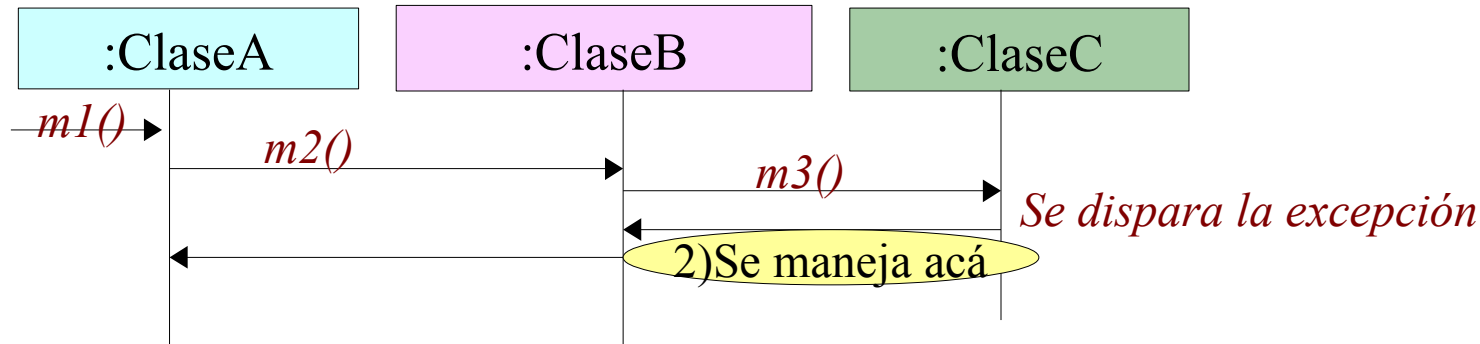 :ClaseA
:ClaseB
:ClaseC
m1()
m2()
m3()
Se dispara la excepción
2)Se maneja acá